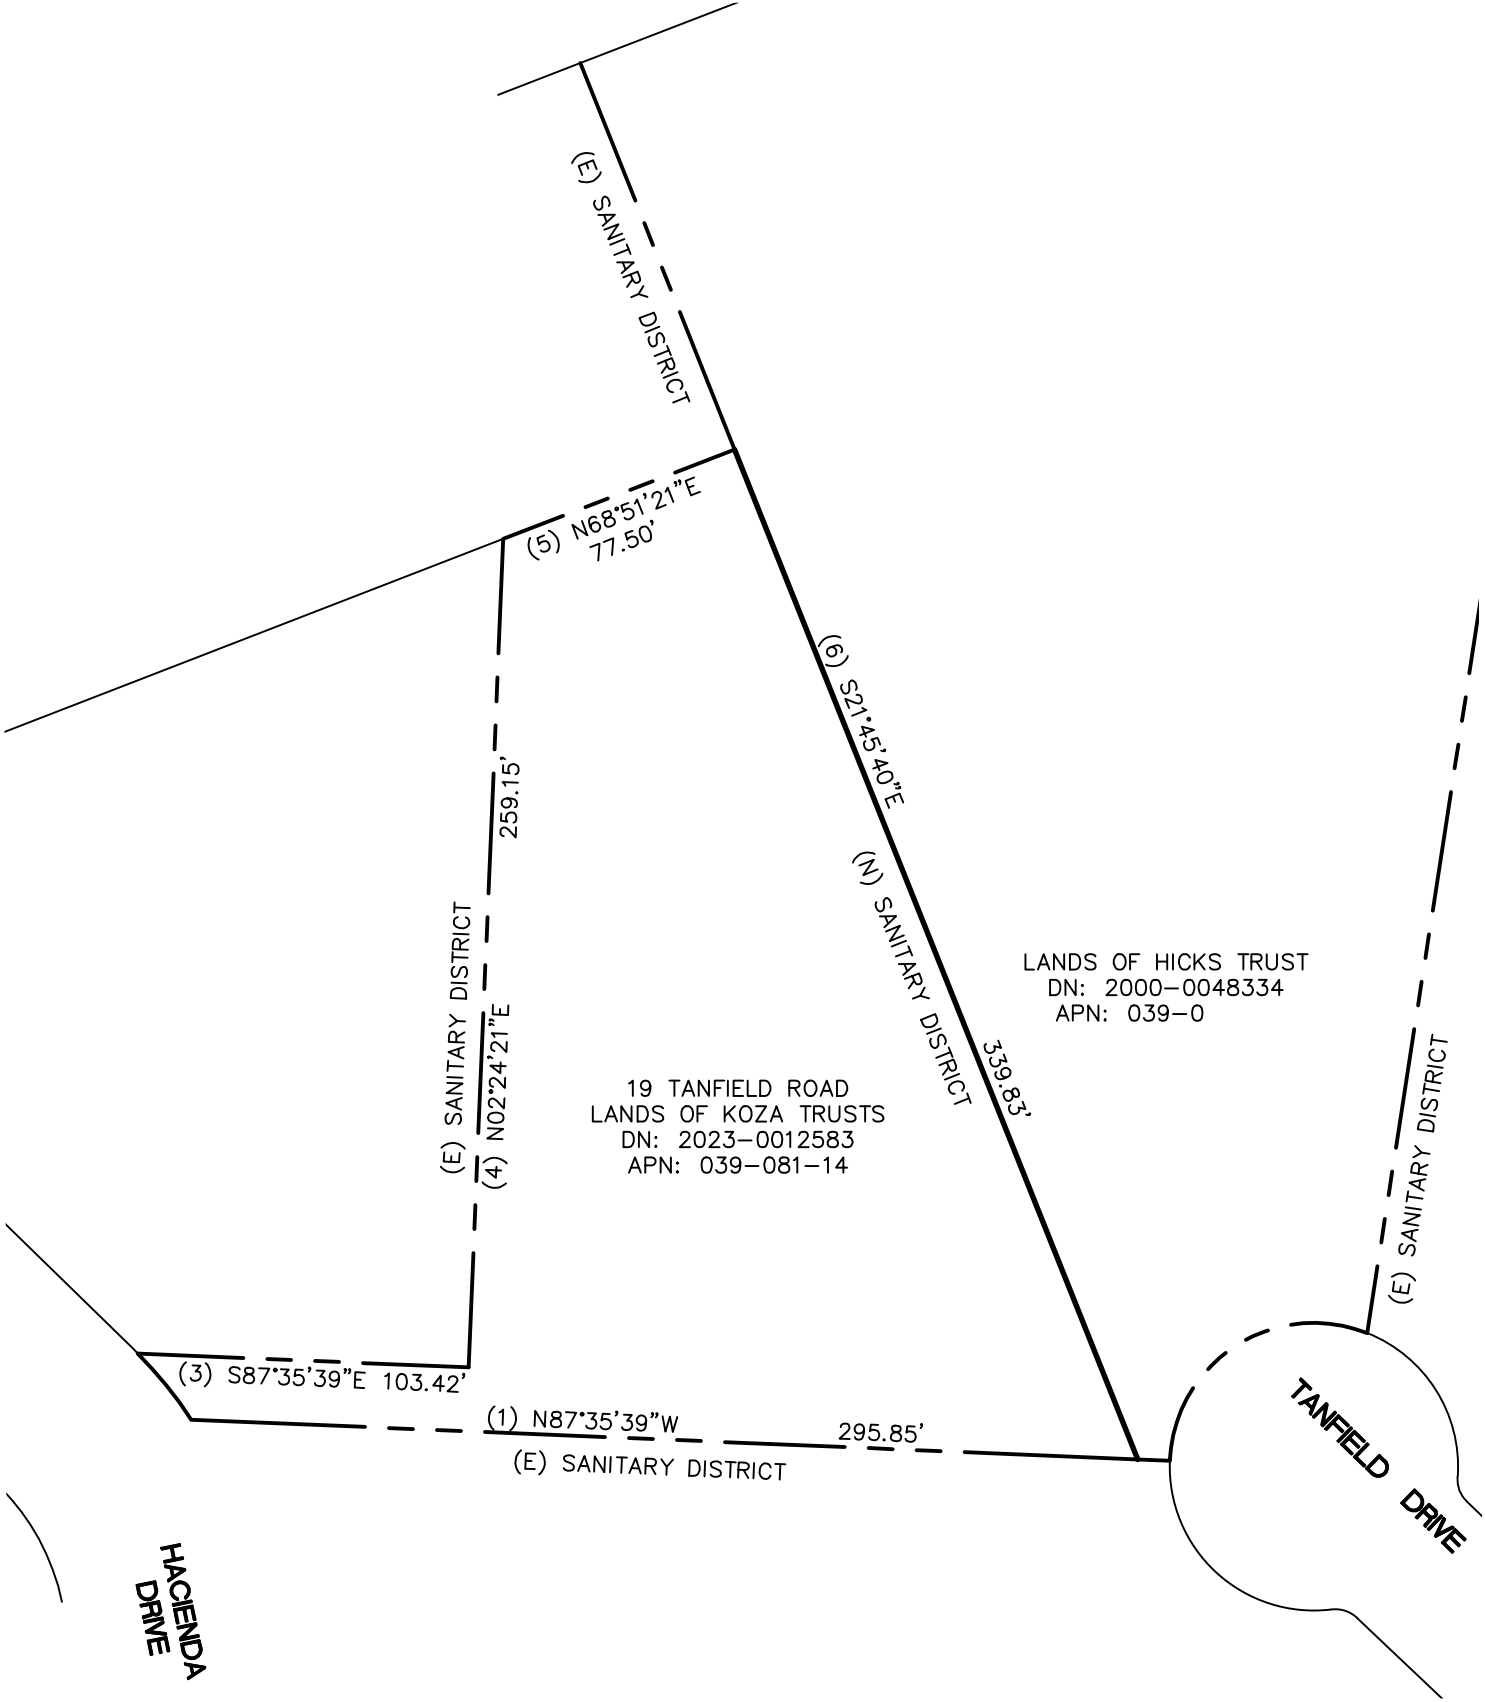 (E) SANITARY DISTRICT
(5) N68°51'21"E
77.50'
(6) S21°45'40"E
259.15'
(N) SANITARY DISTRICT
339.83'
LANDS OF HICKS TRUST
DN: 2000-0048334
APN: 039-0
(E) SANITARY DISTRICT
(4) N02°24'21"E
19 TANFIELD ROAD
LANDS OF KOZA TRUSTS
DN: 2023-0012583
APN: 039-081-14
(E) SANITARY DISTRICT
(3) S87°35'39"E 103.42'
(1) N87°35'39"W 295.85'
(E) SANITARY DISTRICT
TANFIELD DRIVE
HACIENDA
DRIVE